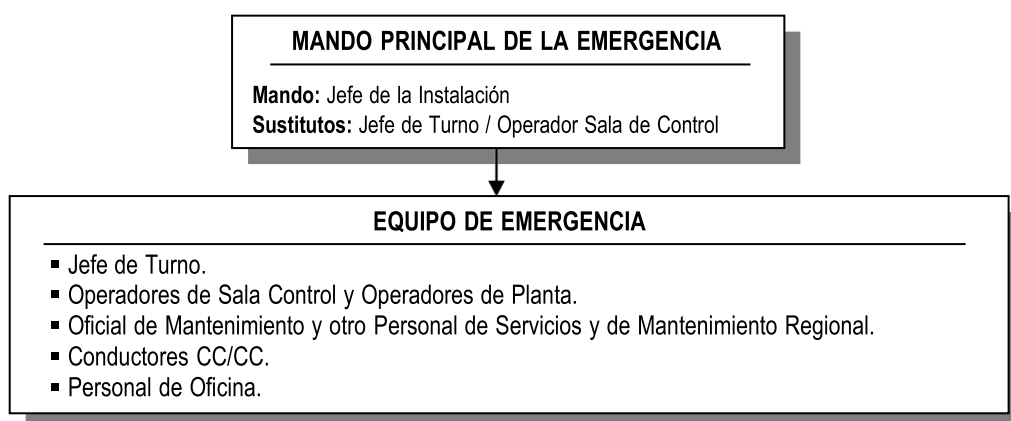 MANDO PRINCIPAL DE LA EMERGENCIA
Mando: Jefe de la Instalación
Sustitutos: Jefe de Turno / Operador Sala de Control
EQUIPO DE EMERGENCIA
▪ Jefe de Turno.
▪ Operadores de Sala Control y Operadores de Planta.
▪ Oficial de Mantenimiento y otro Personal de Servicios y de Mantenimiento Regional.
▪ Conductores CC/CC.
▪ Personal de Oficina.